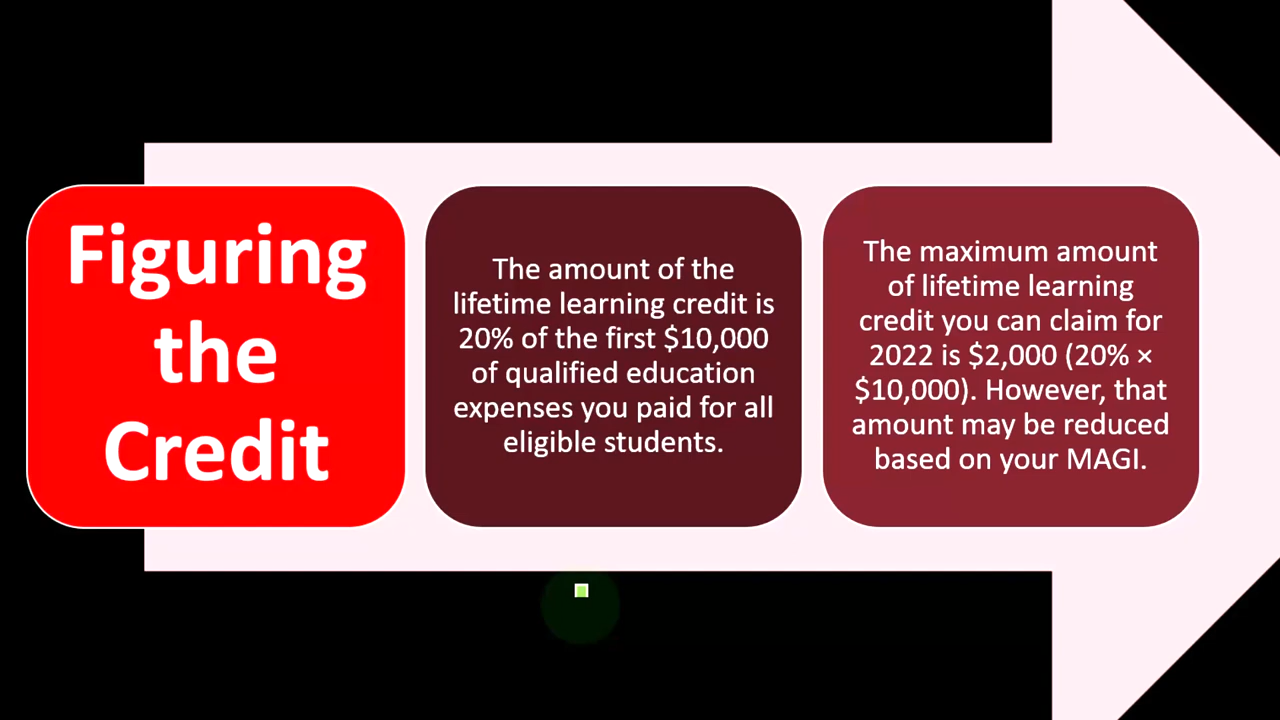 Figuring
the
Credit
The amount of the
lifetime learning credit is
20% of the first $10,000
of qualified education
expenses you paid for all
eligible students.
The maximum amount
of lifetime learning
credit you can claim for
2022 is $2,000 (20% ×
$10,000). However, that
amount may be reduced
based on your MAGI.